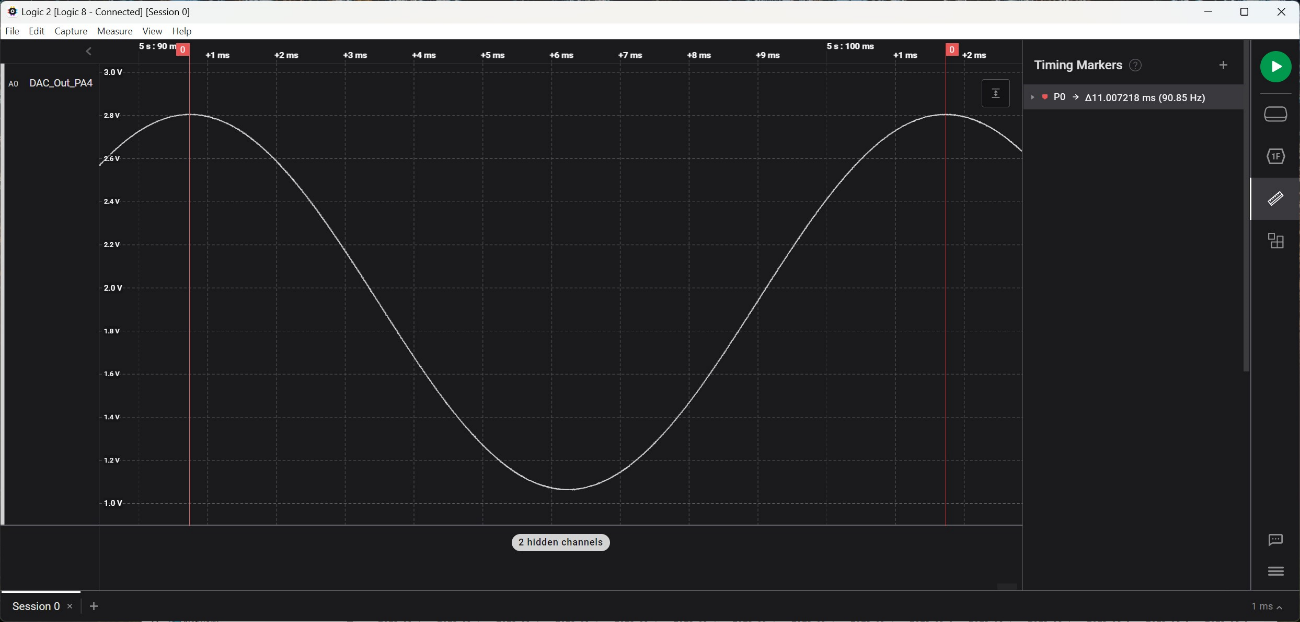 Logic 2 [Logic 8 - Connected] [Session 0]
File Edit Capture Measure View Help
5 s : 90 m 0 +1 ms +2 ms +3 ms +4 ms +5 ms +6 ms +7 ms +8 ms +9 ms 5 s : 100 ms +1 ms 0 +2 ms
Timing Markers ? +
A0 DAC_Out_PA4
3.0 V
P0 → Δ11.007218 ms (90.85 Hz)
2.8 V
2.6 V
1F
2.4 V
2.2 V
2.0 V
1.8 V
1.6 V
1.4 V
1.2 V
1.0 V
2 hidden channels
Session 0 × +
1 ms